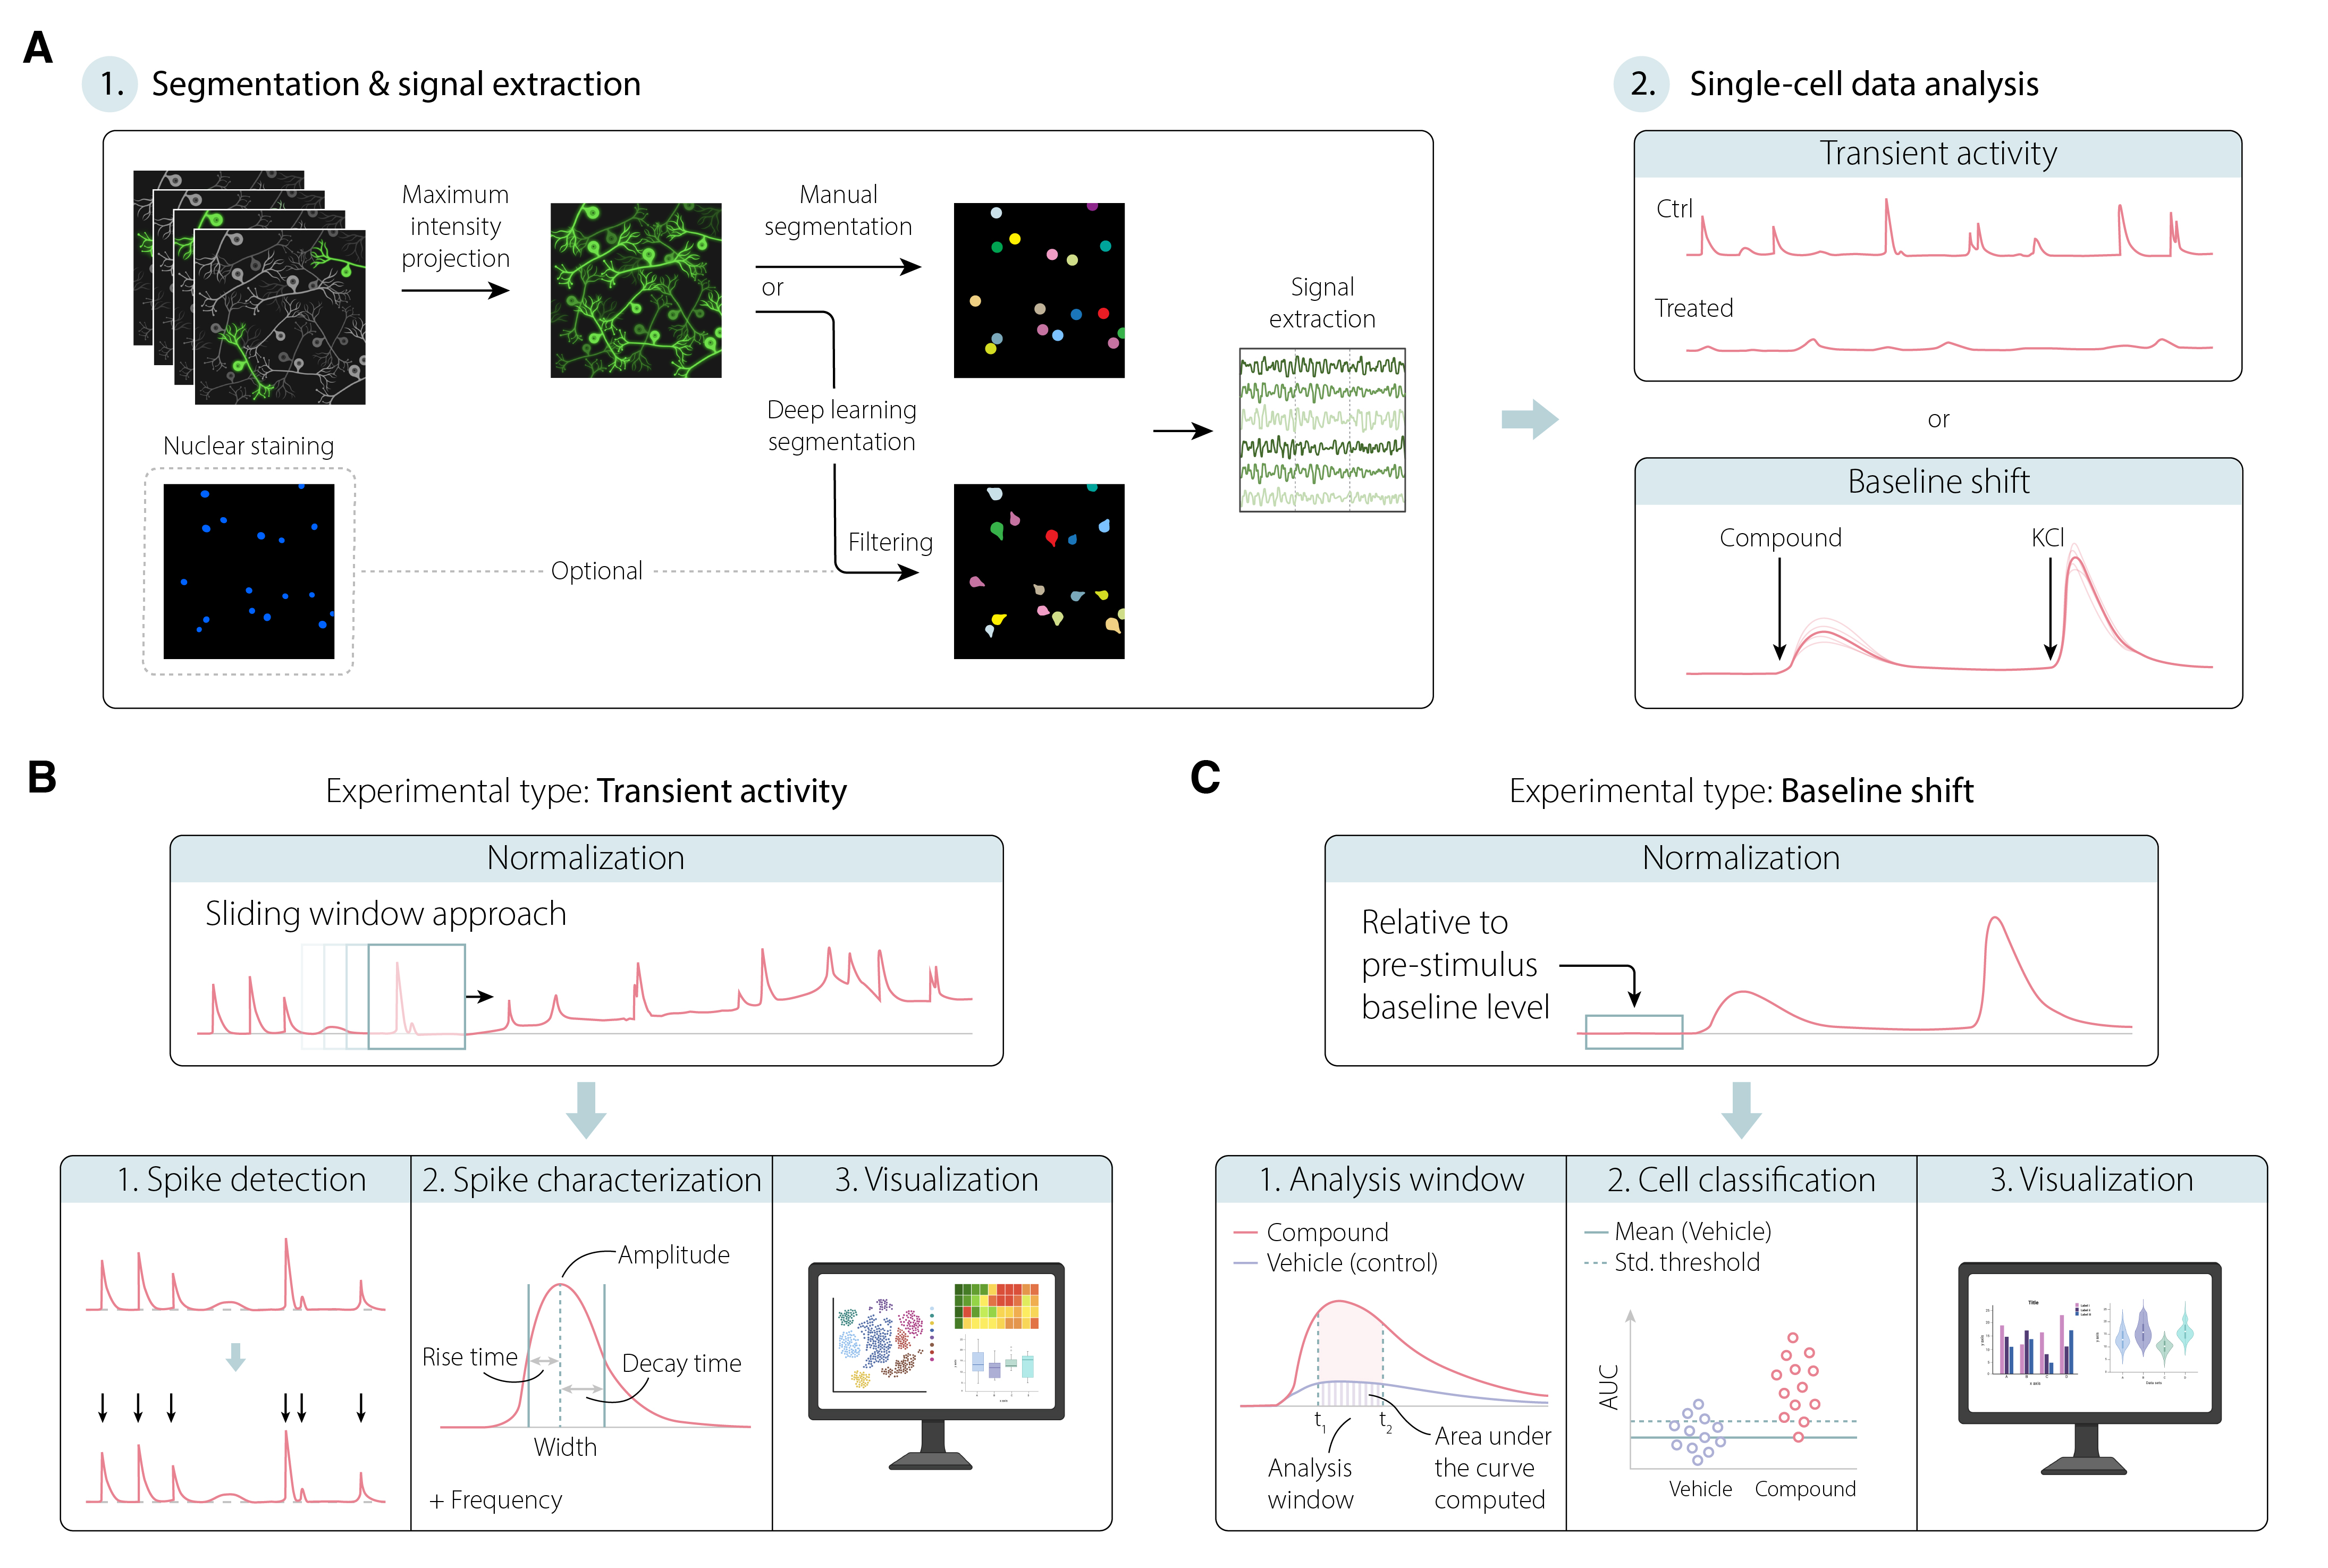 A
1. Segmentation & signal extraction
Maximum
intensity
projection
Manual
segmentation
or
Deep learning
segmentation
Nuclear staining
Optional
Filtering
Signal
extraction
2. Single-cell data analysis
Transient activity
Ctrl
Treated
or
Baseline shift
Compound
KCl
B
Experimental type: Transient activity
Normalization
Sliding window approach
1. Spike detection
2. Spike characterization
Amplitude
Rise time
Decay time
Width
+ Frequency
3. Visualization
C
Experimental type: Baseline shift
Normalization
Relative to
pre-stimulus
baseline level
1. Analysis window
Compound
Vehicle (control)
t1
t2
Analysis
window
Area under
the curve
computed
2. Cell classification
Mean (Vehicle)
Std. threshold
AUC
Vehicle
Compound
3. Visualization
Title